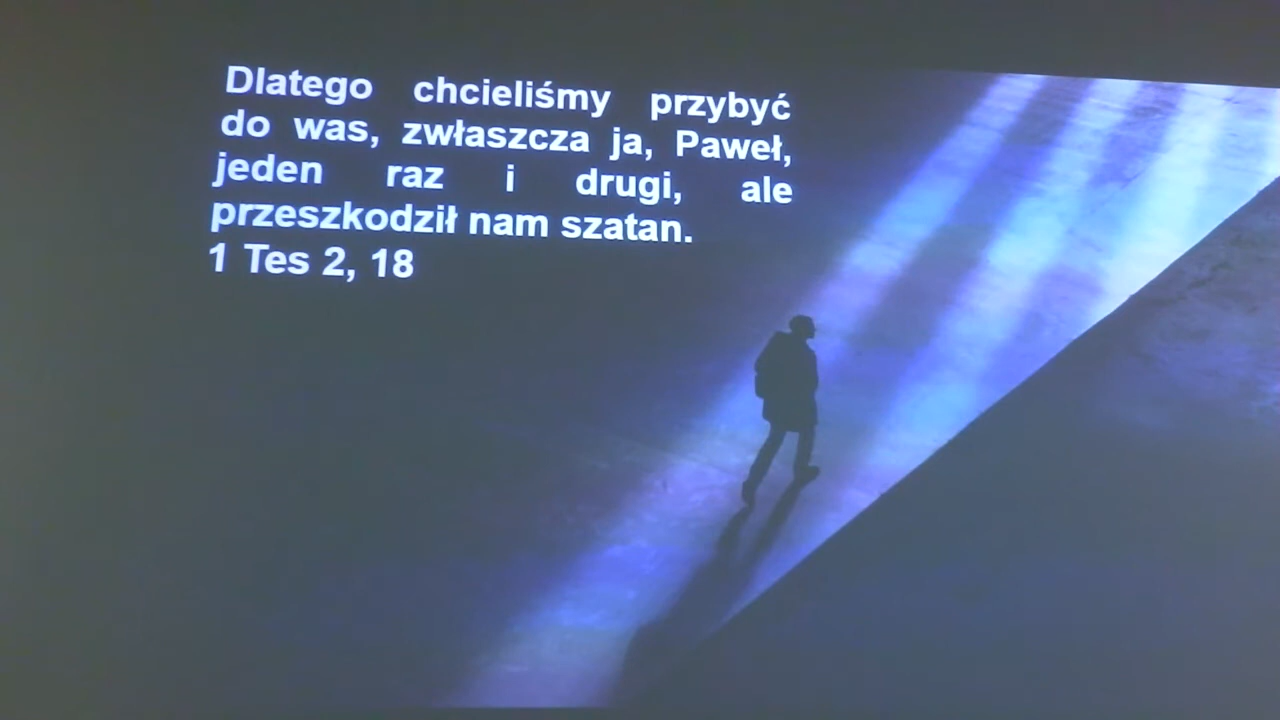 Dlatego chcieliśmy przybyć
do was, zwłaszcza ja, Paweł,
jeden raz i drugi, ale
przeszkodził nam szatan.
1 Tes 2, 18